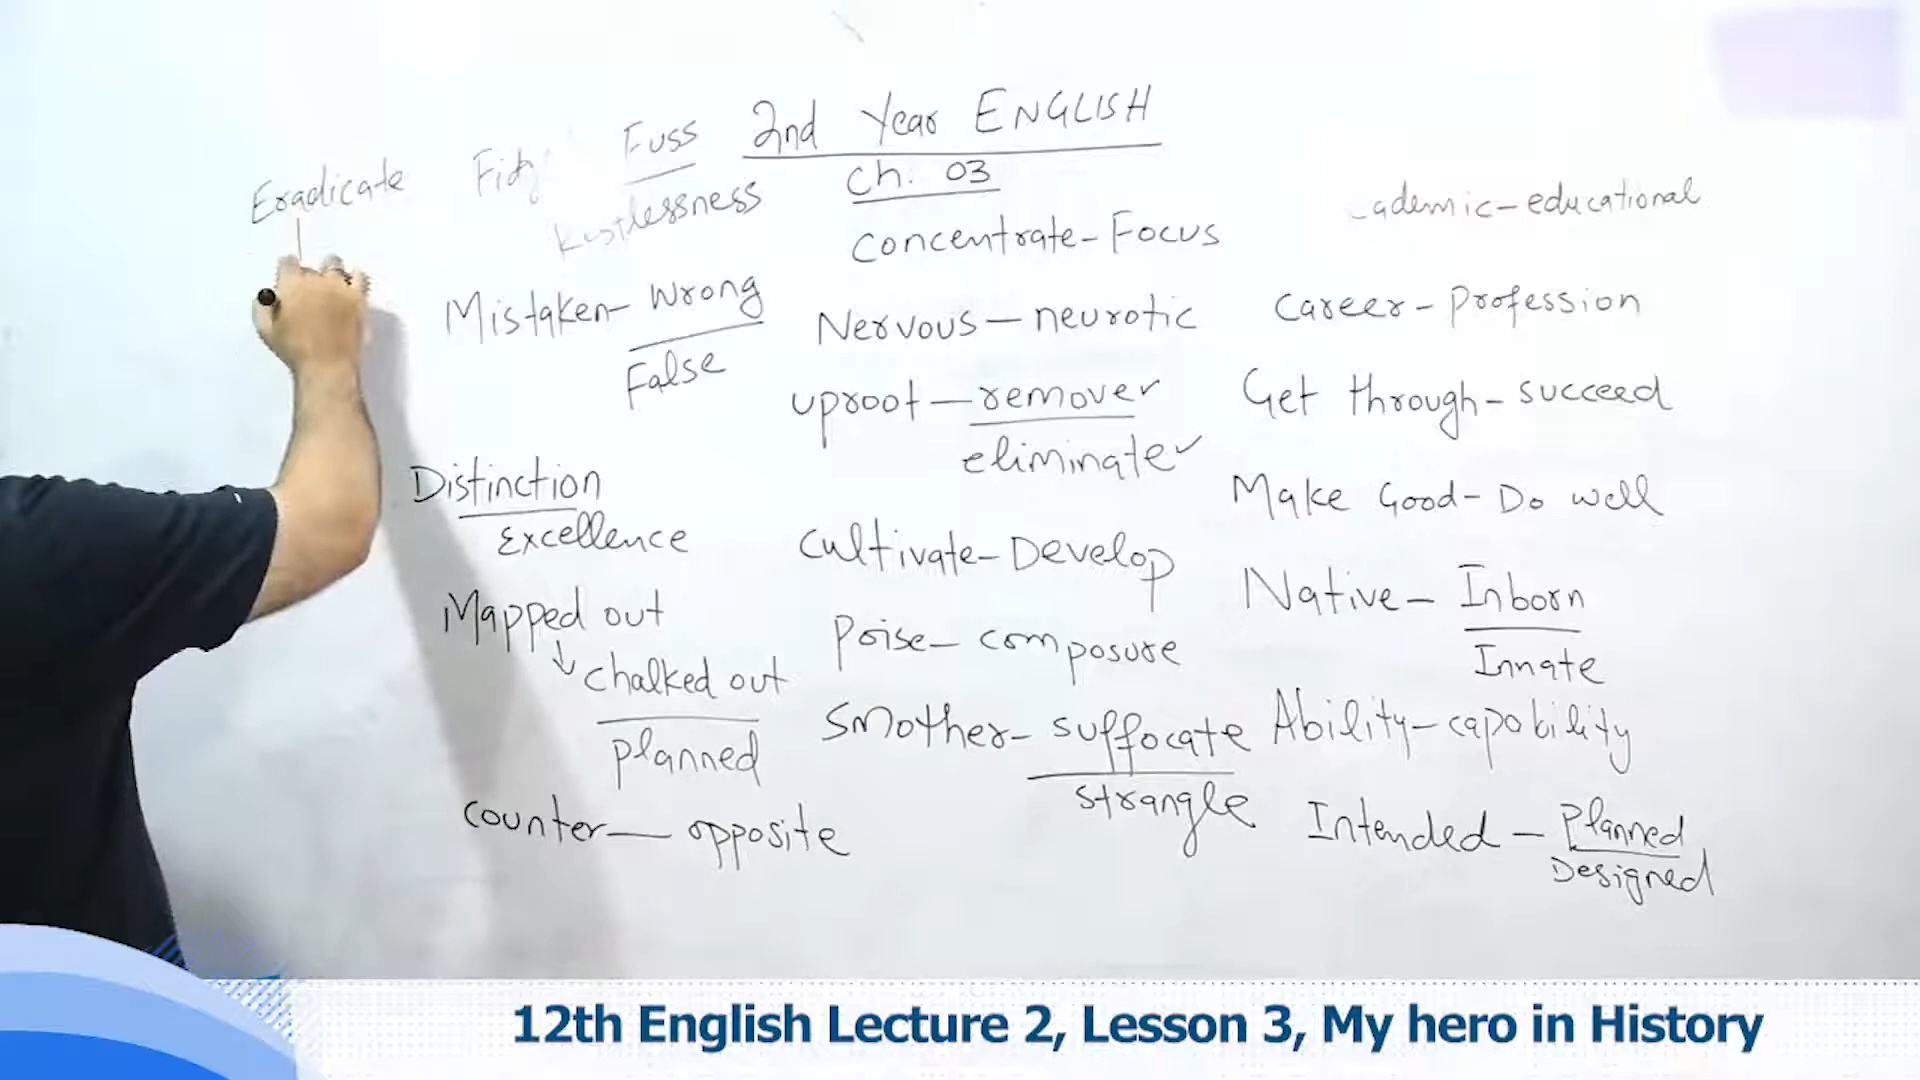 2nd Year ENGLISH
Ch. 03
Eradicate
Fuss
Restlessness
Mistaken - Wrong
False
Distinction
Excellence
Mapped out
↓ chalked out
planned
counter — opposite
Concentrate - Focus
Nervous - neurotic
uproot - remover
eliminate✓
Cultivate - Develop
Poise - composure
Smother - suffocate
strangle
ademic - educational
Career - Profession
Get through - succeed
Make Good - Do well
Native - Inborn
Innate
Ability - capability
Intended - Planned
Designed
12th English Lecture 2, Lesson 3, My hero in History